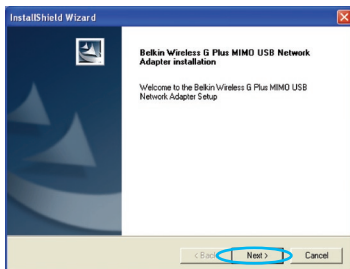 InstallShield Wizard
Belkin Wireless G Plus MIMO USB Network
Adapter installation
Welcome to the Belkin Wireless G Plus MIMO USB
Network Adapter Setup
< Back
Next >
Cancel